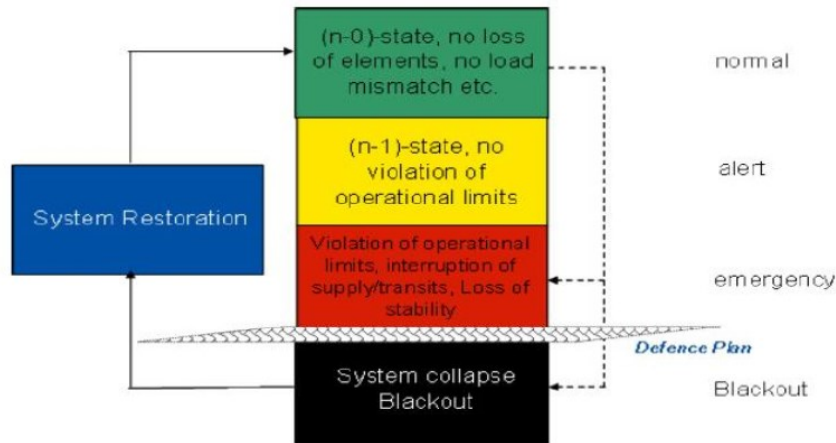 (n-0)-state, no loss
of elements, no load
mismatch etc.
normal
(n-1)-state, no
violation of
operational limits
alert
System Restoration
Violation of operational
limits, interruption of
supply/transits, Loss of
stability
emergency
Defence Plan
System collapse
Blackout
Blackout